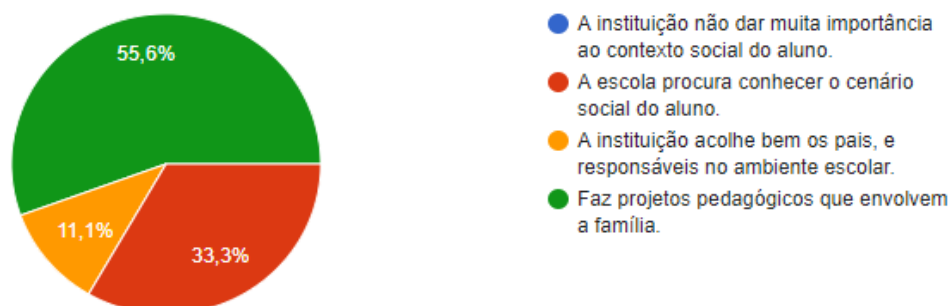 55,6%
11,1%
33,3%
A instituição não dar muita importância
ao contexto social do aluno.
A escola procura conhecer o cenário
social do aluno.
A instituição acolhe bem os pais, e
responsáveis no ambiente escolar.
Faz projetos pedagógicos que envolvem
a família.